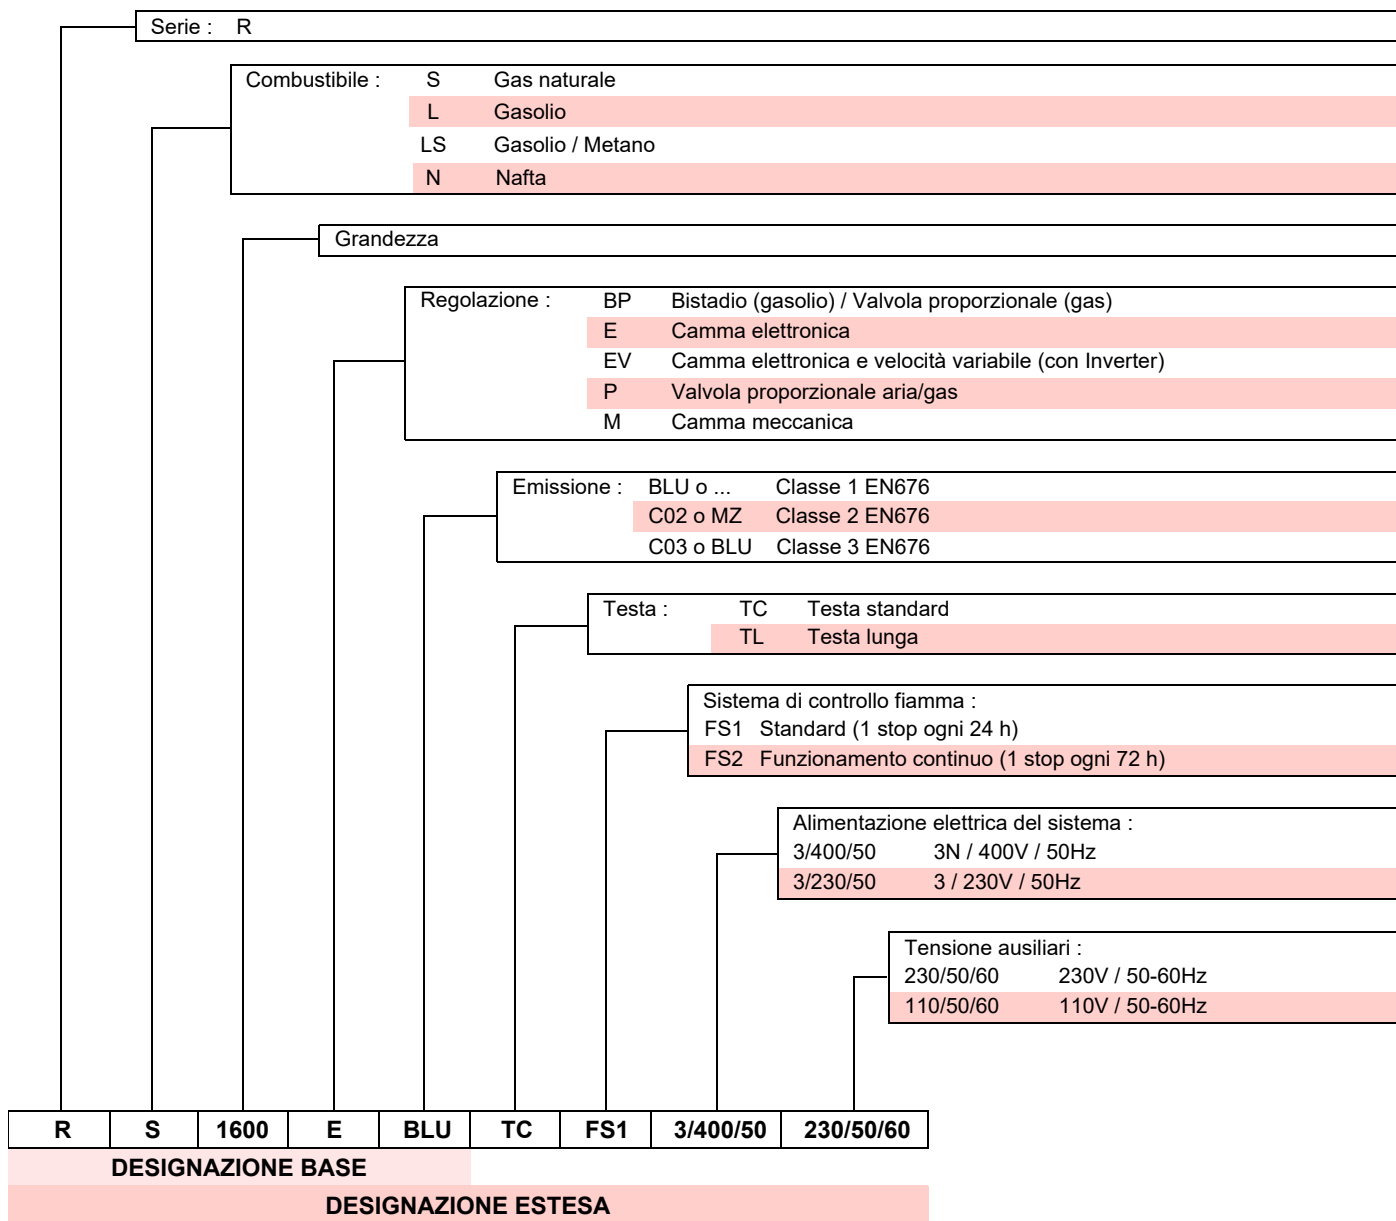 Serie : R
Combustibile : S Gas naturale
L Gasolio
LS Gasolio / Metano
N Nafta
Grandezza
Regolazione : BP Bistadio (gasolio) / Valvola proporzionale (gas)
E Camma elettronica
EV Camma elettronica e velocità variabile (con Inverter)
P Valvola proporzionale aria/gas
M Camma meccanica
Emissione : BLU o ... Classe 1 EN676
C02 o MZ Classe 2 EN676
C03 o BLU Classe 3 EN676
Testa : TC Testa standard
TL Testa lunga
Sistema di controllo fiamma :
FS1 Standard (1 stop ogni 24 h)
FS2 Funzionamento continuo (1 stop ogni 72 h)
Alimentazione elettrica del sistema :
3/400/50 3N / 400V / 50Hz
3/230/50 3 / 230V / 50Hz
Tensione ausiliari :
230/50/60 230V / 50-60Hz
110/50/60 110V / 50-60Hz
R S 1600 E BLU TC FS1 3/400/50 230/50/60
DESIGNAZIONE BASE
DESIGNAZIONE ESTESA